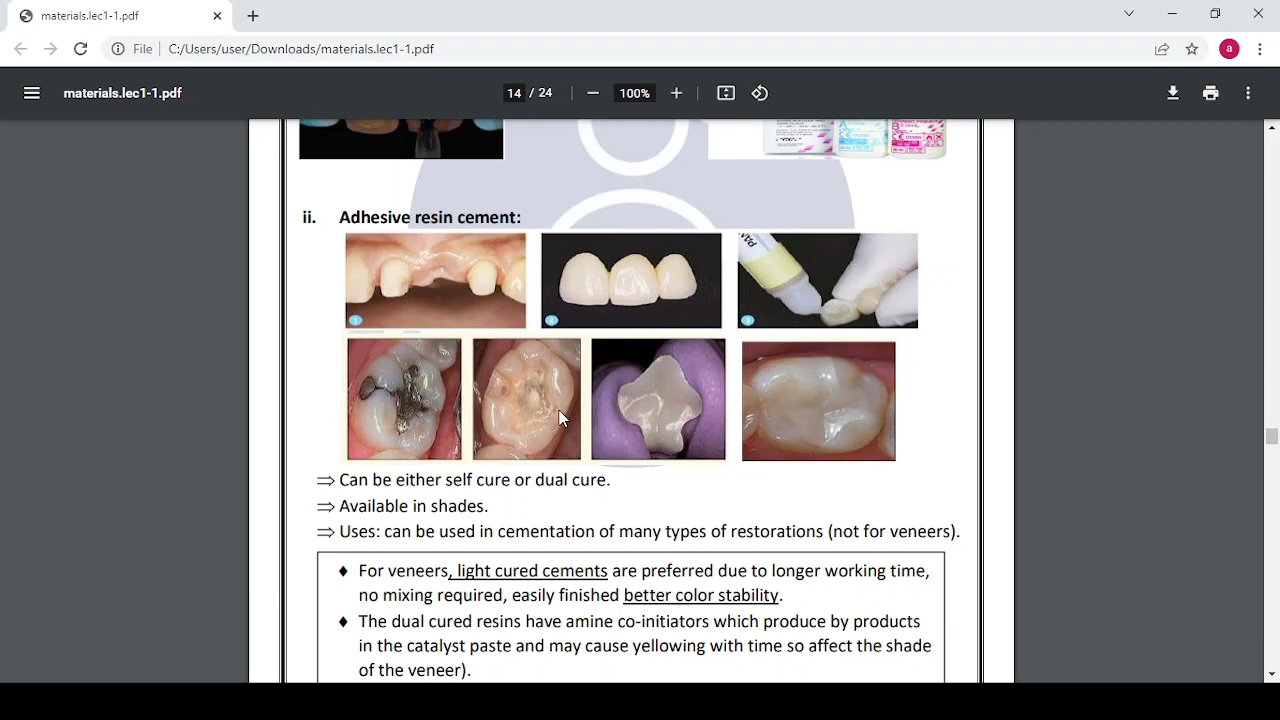 materials.lec1-1.pdf
File
C:/Users/user/Downloads/materials.lec1-1.pdf
a
materials.lec1-1.pdf
14 / 24
100%
ii. Adhesive resin cement:
1
2
3
⇒ Can be either self cure or dual cure.
⇒ Available in shades.
⇒ Uses: can be used in cementation of many types of restorations (not for veneers).
♦ For veneers, light cured cements are preferred due to longer working time,
no mixing required, easily finished better color stability.
♦ The dual cured resins have amine co-initiators which produce by products
in the catalyst paste and may cause yellowing with time so affect the shade
of the veneer).